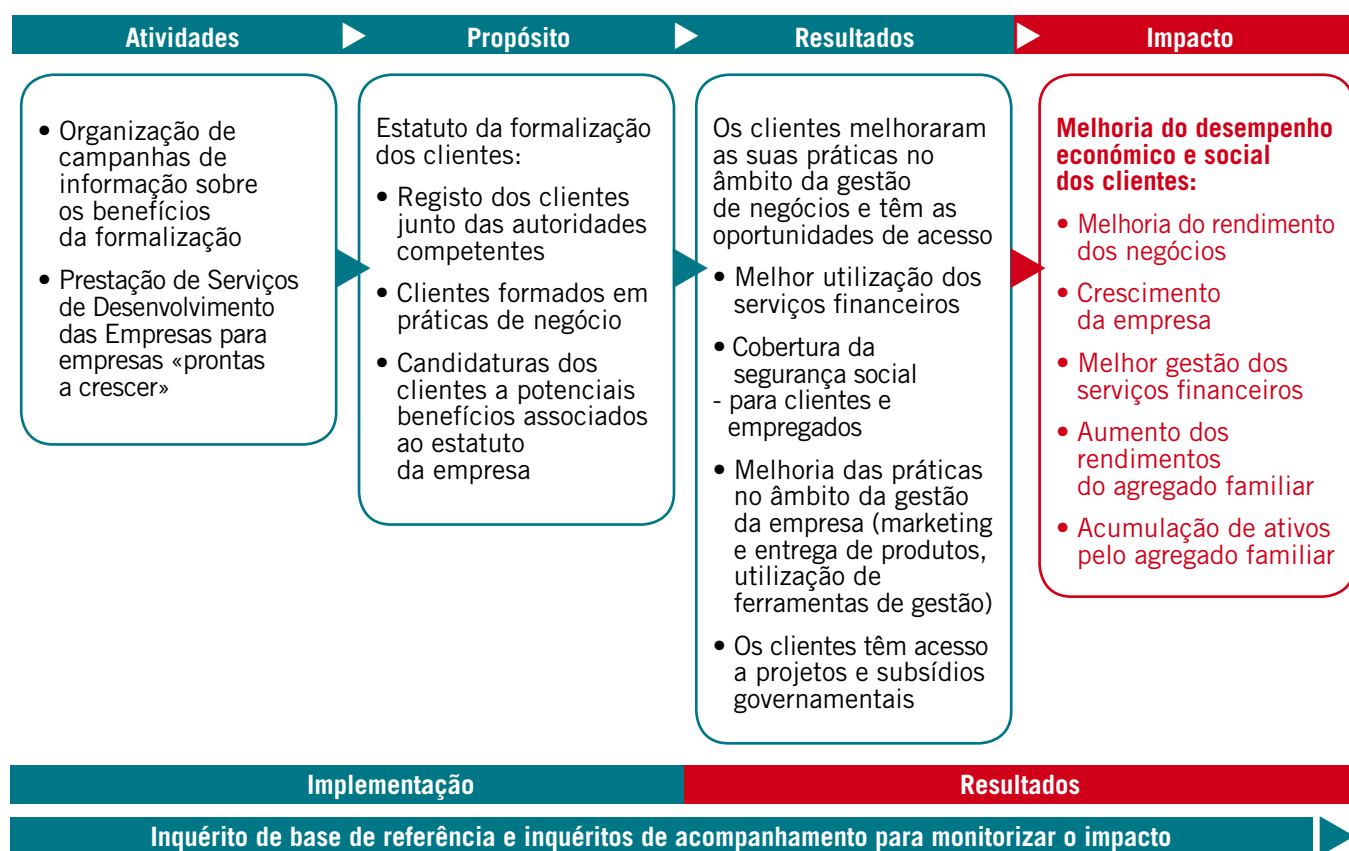 Atividades
Propósito
Resultados
Impacto
• Organização de
campanhas de
informação sobre
os benefícios
da formalização
• Prestação de Serviços
de Desenvolvimento
das Empresas para
empresas «prontas
a crescer»
Estatuto da formalização
dos clientes:
• Registo dos clientes
junto das autoridades
competentes
• Clientes formados em
práticas de negócio
• Candidaturas dos
clientes a potenciais
benefícios associados
ao estatuto
da empresa
Os clientes melhoraram
as suas práticas no
âmbito da gestão
de negócios e têm as
oportunidades de acesso
• Melhor utilização dos
serviços financeiros
• Cobertura da
segurança social
- para clientes e
empregados
• Melhoria das práticas
no âmbito da gestão
da empresa (marketing
e entrega de produtos,
utilização de
ferramentas de gestão)
• Os clientes têm acesso
a projetos e subsídios
governamentais
Melhoria do desempenho
económico e social
dos clientes:
• Melhoria do rendimento
dos negócios
• Crescimento
da empresa
• Melhor gestão dos
serviços financeiros
• Aumento dos
rendimentos
do agregado familiar
• Acumulação de ativos
pelo agregado familiar
Implementação
Resultados
Inquérito de base de referência e inquéritos de acompanhamento para monitorizar o impacto